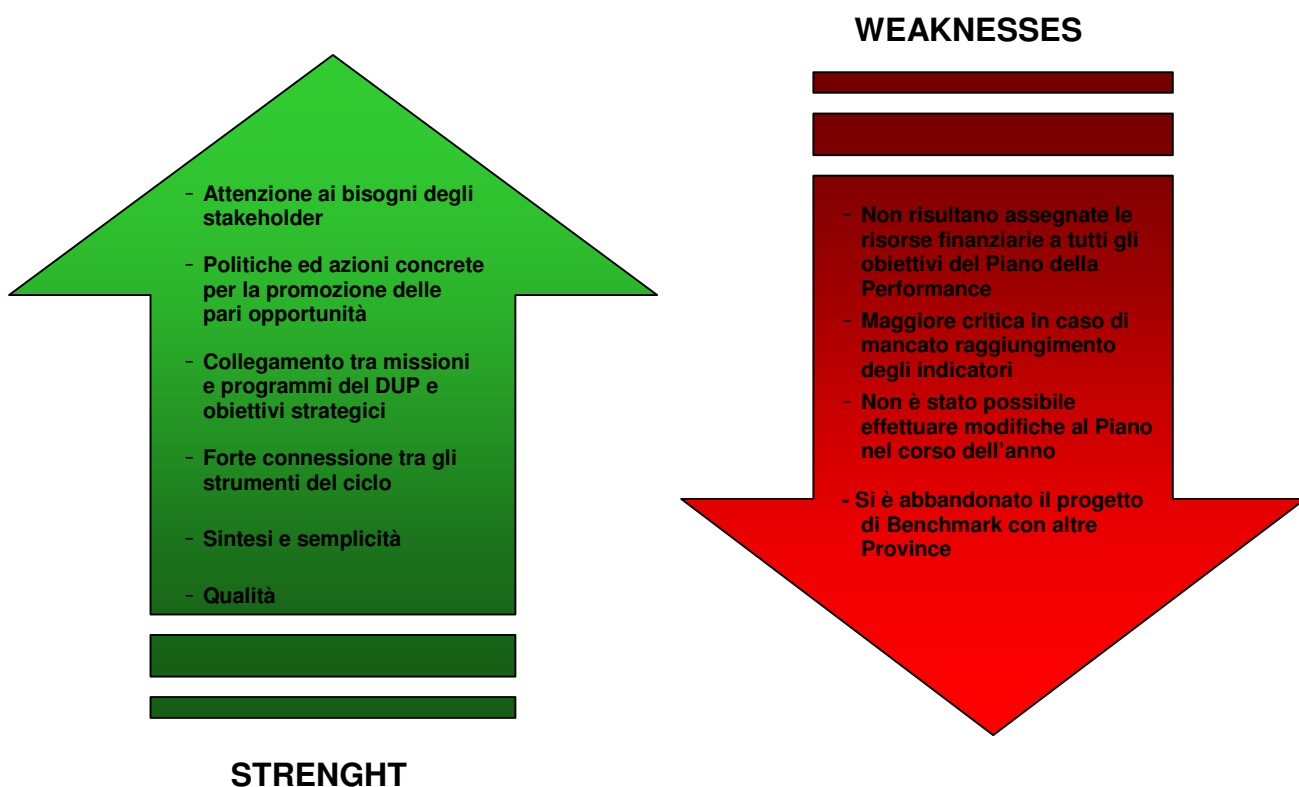 WEAKNESSES
- Attenzione ai bisogni degli
stakeholder
- Politiche ed azioni concrete
per la promozione delle
pari opportunità
- Collegamento tra missioni
e programmi del DUP e
obiettivi strategici
- Forte connessione tra gli
strumenti del ciclo
- Sintesi e semplicità
- Qualità
STRENGHT
- Non risultano assegnate le
risorse finanziarie a tutti gli
obiettivi del Piano della
Performance
- Maggiore critica in caso di
mancato raggiungimento
degli indicatori
- Non è stato possibile
effettuare modifiche al Piano
nel corso dell'anno
- Si è abbandonato il progetto
di Benchmark con altre
Province